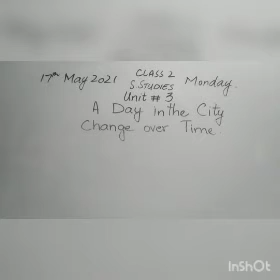 17th May 2021 CLASS 2 Monday.
S.STUDIES
Unit # 3
A Day in the City
Change over Time
InShOt